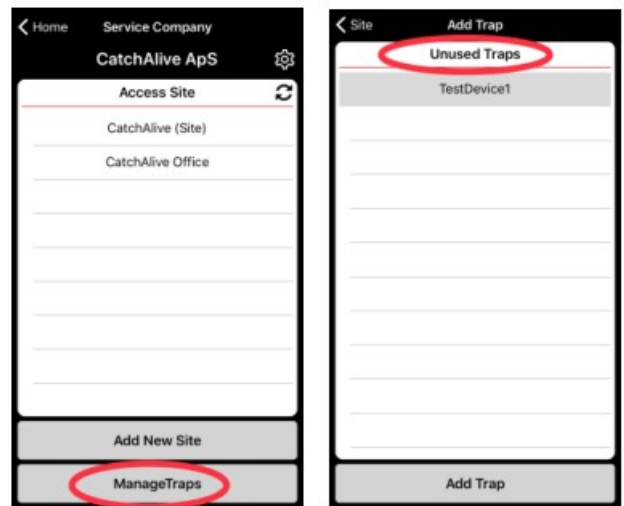 Home Service Company
CatchAlive ApS
Access Site
CatchAlive (Site)
CatchAlive Office
Add New Site
ManageTraps
Site Add Trap
Unused Traps
TestDevice1
Add Trap